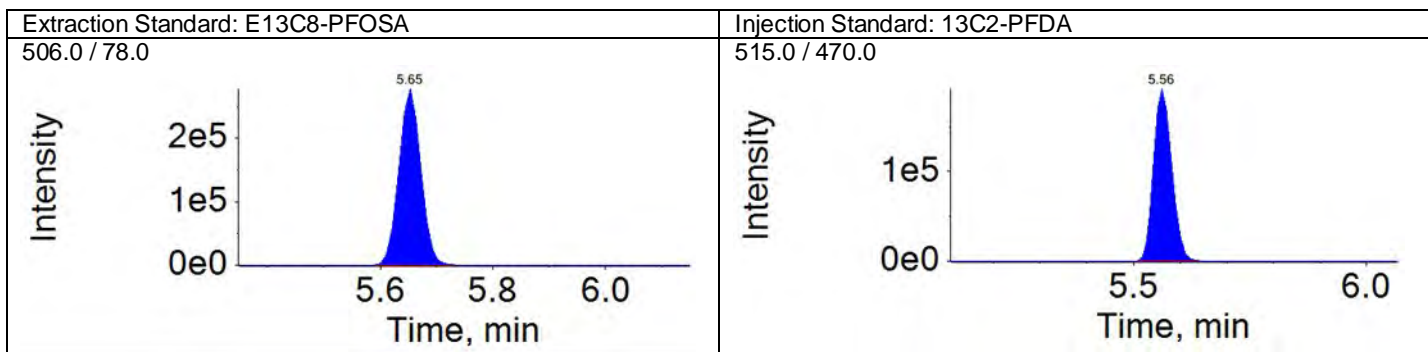 Extraction Standard: E13C8-PFOSA
506.0 / 78.0
5.65
Intensity
2e5
1e5
0e0
5.6 5.8 6.0
Time, min
Injection Standard: 13C2-PFDA
515.0 / 470.0
5.56
Intensity
1e5
0e0
5.5 6.0
Time, min